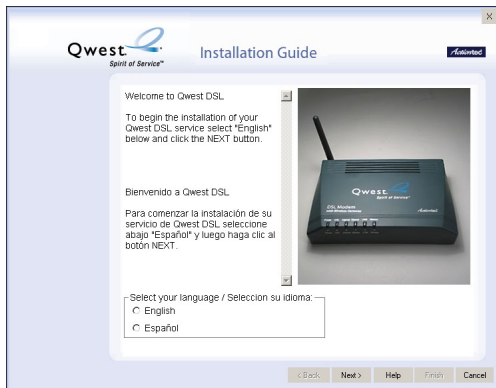 X
Qwest.
Spirit of Service™
Installation Guide
Actiontec
Welcome to Qwest DSL
To begin the installation of your
Qwest DSL service select "English"
below and click the NEXT button.
Bienvenido a Qwest DSL
Para comenzar la instalación de su
servicio de Qwest DSL seleccione
abajo "Español" y luego haga clic al
botón NEXT.
Qwest.
Spirit of Service
DSL Modem
with Wireless Gateway
Actiontec
Select your language / Seleccion su idioma:
English
Español
< Back
Next >
Help
Finish
Cancel